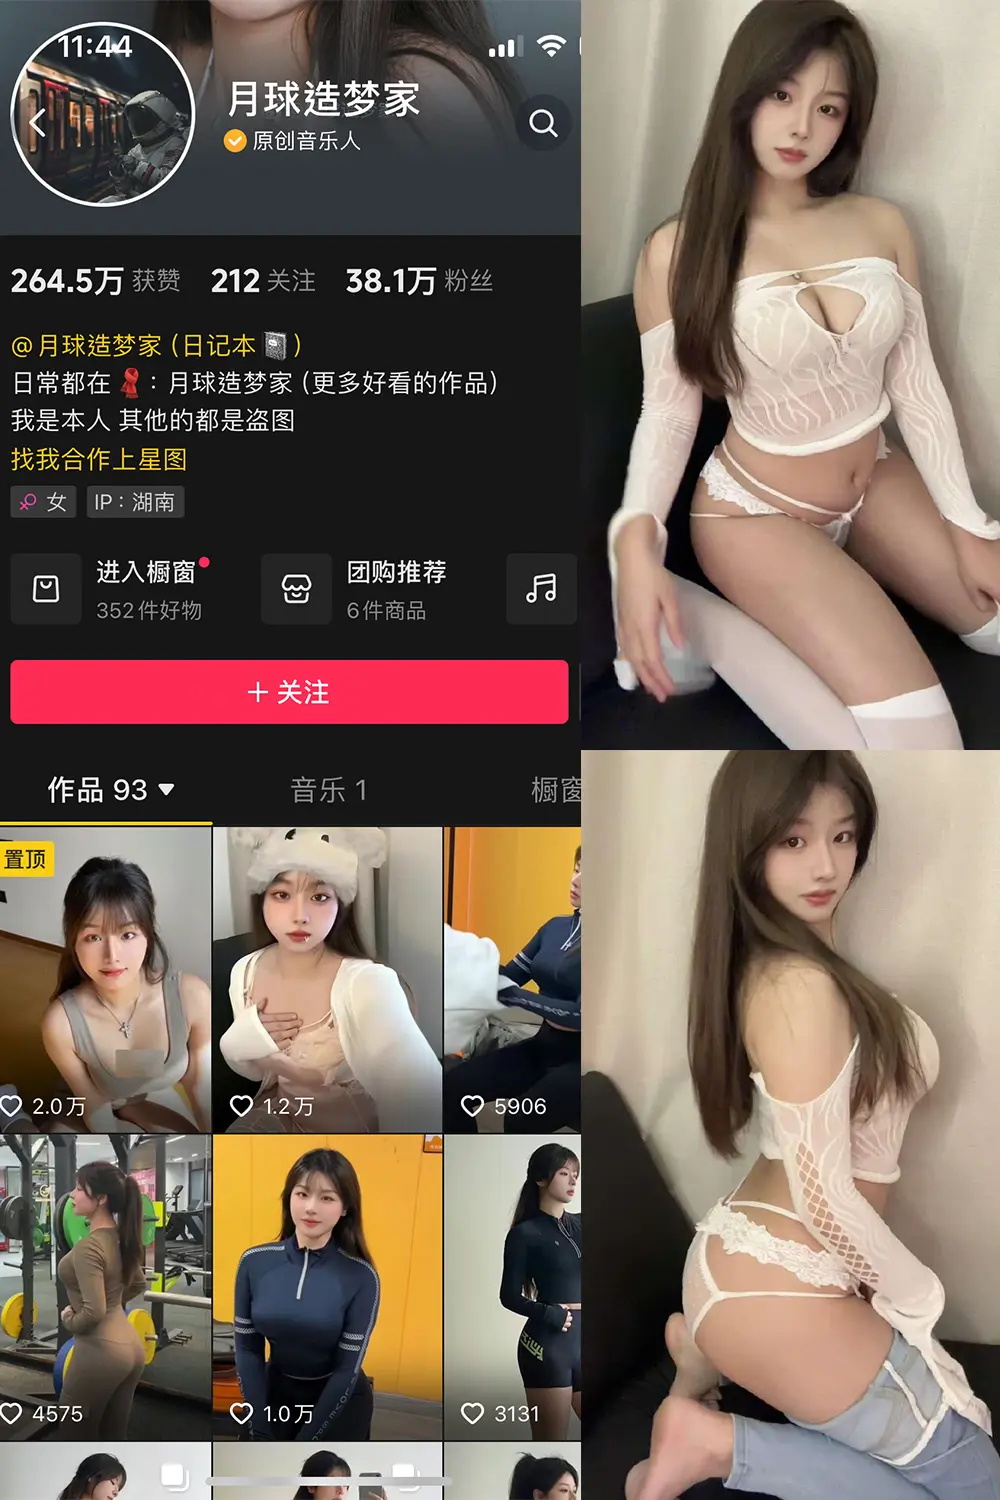 11:44
月球造梦家
原创音乐人
264.5万 获赞 212 关注 38.1万 粉丝
@月球造梦家（日记本📓）
日常都在🧣：月球造梦家（更多好看的作品）
我是本人 其他的都是盗图
找我合作上星图
女 IP：湖南
进入橱窗
352件好物
团购推荐
6件商品
+ 关注
作品 93 音乐 1 橱窗
置顶
2.0万 1.2万 5906
4575 1.0万 3131